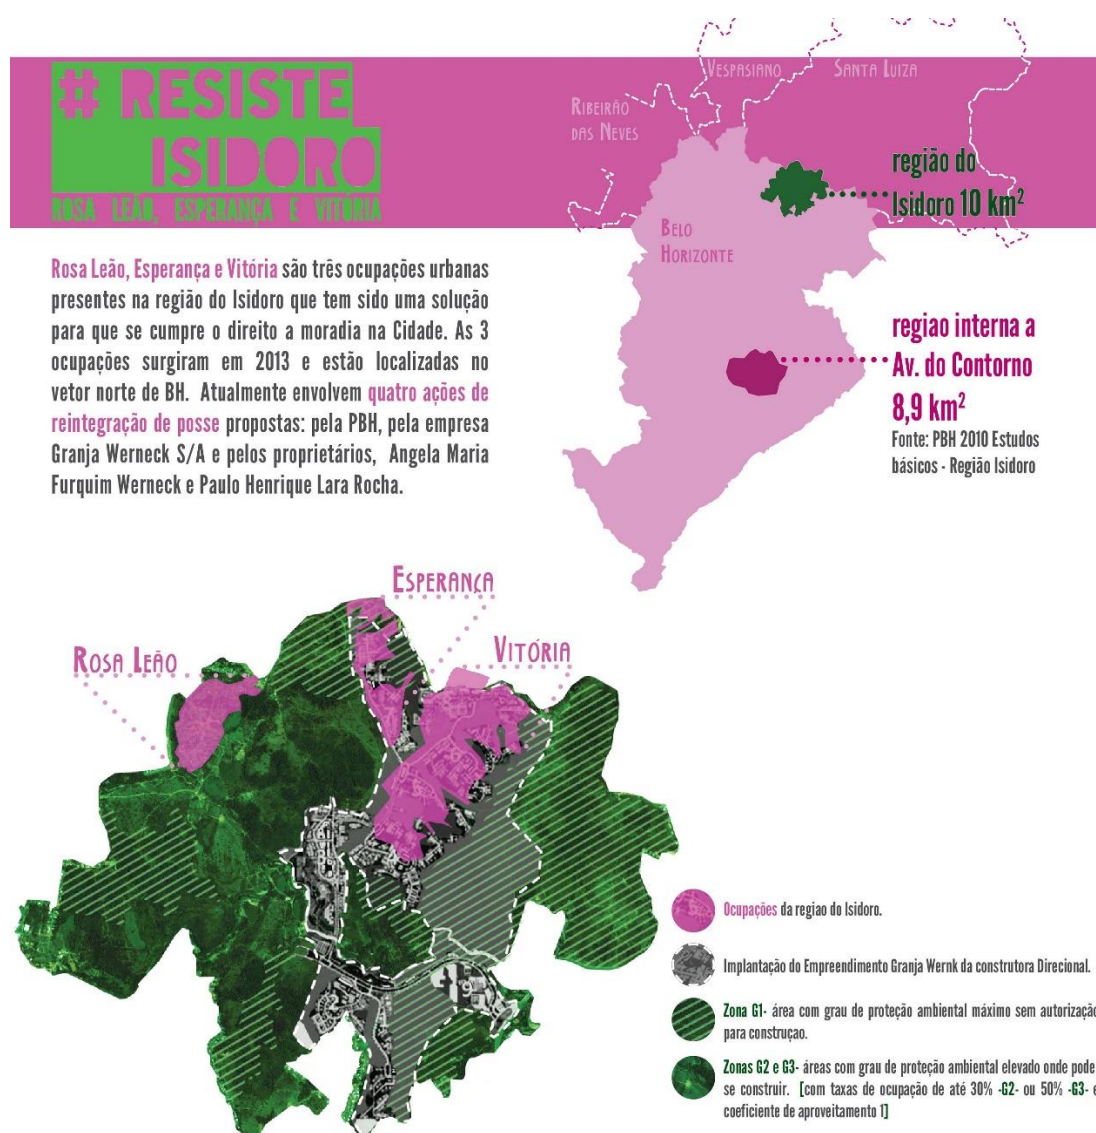 # RESISTE
ISIDORO
ROSA LEÃO, ESPERANÇA E VITORIA
VESPASIANO
SANTA LUIZA
RIBEIRÃO
DAS NEVES
região do
Isidoro 10 km²
BELO
HORIZONTE
regiao interna a
Av. do Contorno
8,9 km²
Fonte: PBH 2010 Estudos
básicos - Região Isidoro
Rosa Leão, Esperança e Vitória são três ocupações urbanas
presentes na região do Isidoro que tem sido uma solução
para que se cumpre o direito a moradia na Cidade. As 3
ocupações surgiram em 2013 e estão localizadas no
vetor norte de BH. Atualmente envolvem quatro ações de
reintegração de posse propostas: pela PBH, pela empresa
Granja Werneck S/A e pelos proprietários, Angela Maria
Furquim Werneck e Paulo Henrique Lara Rocha.
ESPERANÇA
VITÓRIA
ROSA LEÃO
Ocupações da regiao do Isidoro.
Implantação do Empreendimento Granja Wernk da construtora Direcional.
Zona G1- área com grau de proteção ambiental máximo sem autorização
para construçao.
Zonas G2 e G3- áreas com grau de proteção ambiental elevado onde pode
se construir. [com taxas de ocupação de até 30% -G2- ou 50% -G3- e
coeficiente de aproveitamento 1]